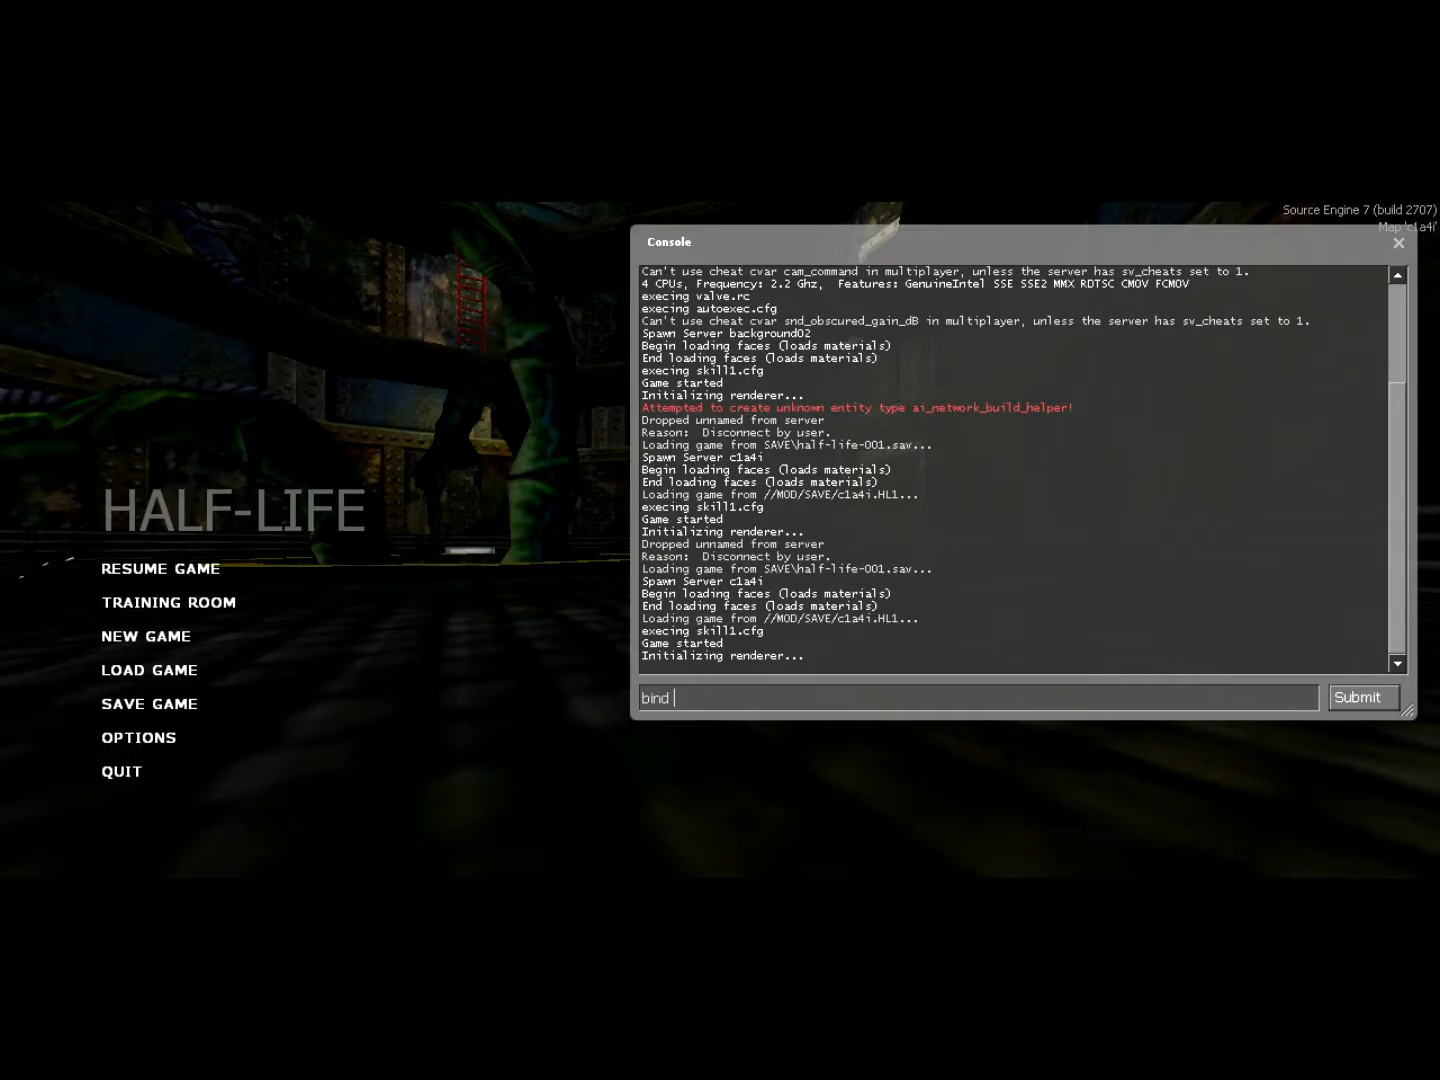 Source Engine 7 (build 2707)
Map 'c1a4i'
Console
Can't use cheat cvar cam_command in multiplayer, unless the server has sv_cheats set to 1.
4 CPUs, Frequency: 2.2 Ghz,  Features: GenuineIntel SSE SSE2 MMX RDTSC CMOV FCMOV
execing valve.rc
execing autoexec.cfg
Can't use cheat cvar snd_obscured_gain_dB in multiplayer, unless the server has sv_cheats set to 1.
Spawn Server background02
Begin loading faces (loads materials)
End loading faces (loads materials)
execing skill1.cfg
Game started
Initializing renderer...
Attempted to create unknown entity type ai_network_build_helper!
Dropped unnamed from server
Reason:  Disconnect by user.
Loading game from SAVE\half-life-001.sav...
Spawn Server c1a4i
Begin loading faces (loads materials)
End loading faces (loads materials)
Loading game from //MOD/SAVE/c1a4i.HL1...
execing skill1.cfg
Game started
Initializing renderer...
Dropped unnamed from server
Reason:  Disconnect by user.
Loading game from SAVE\half-life-001.sav...
Spawn Server c1a4i
Begin loading faces (loads materials)
End loading faces (loads materials)
Loading game from //MOD/SAVE/c1a4i.HL1...
execing skill1.cfg
Game started
Initializing renderer...
bind
Submit
HALF-LIFE
RESUME GAME
TRAINING ROOM
NEW GAME
LOAD GAME
SAVE GAME
OPTIONS
QUIT